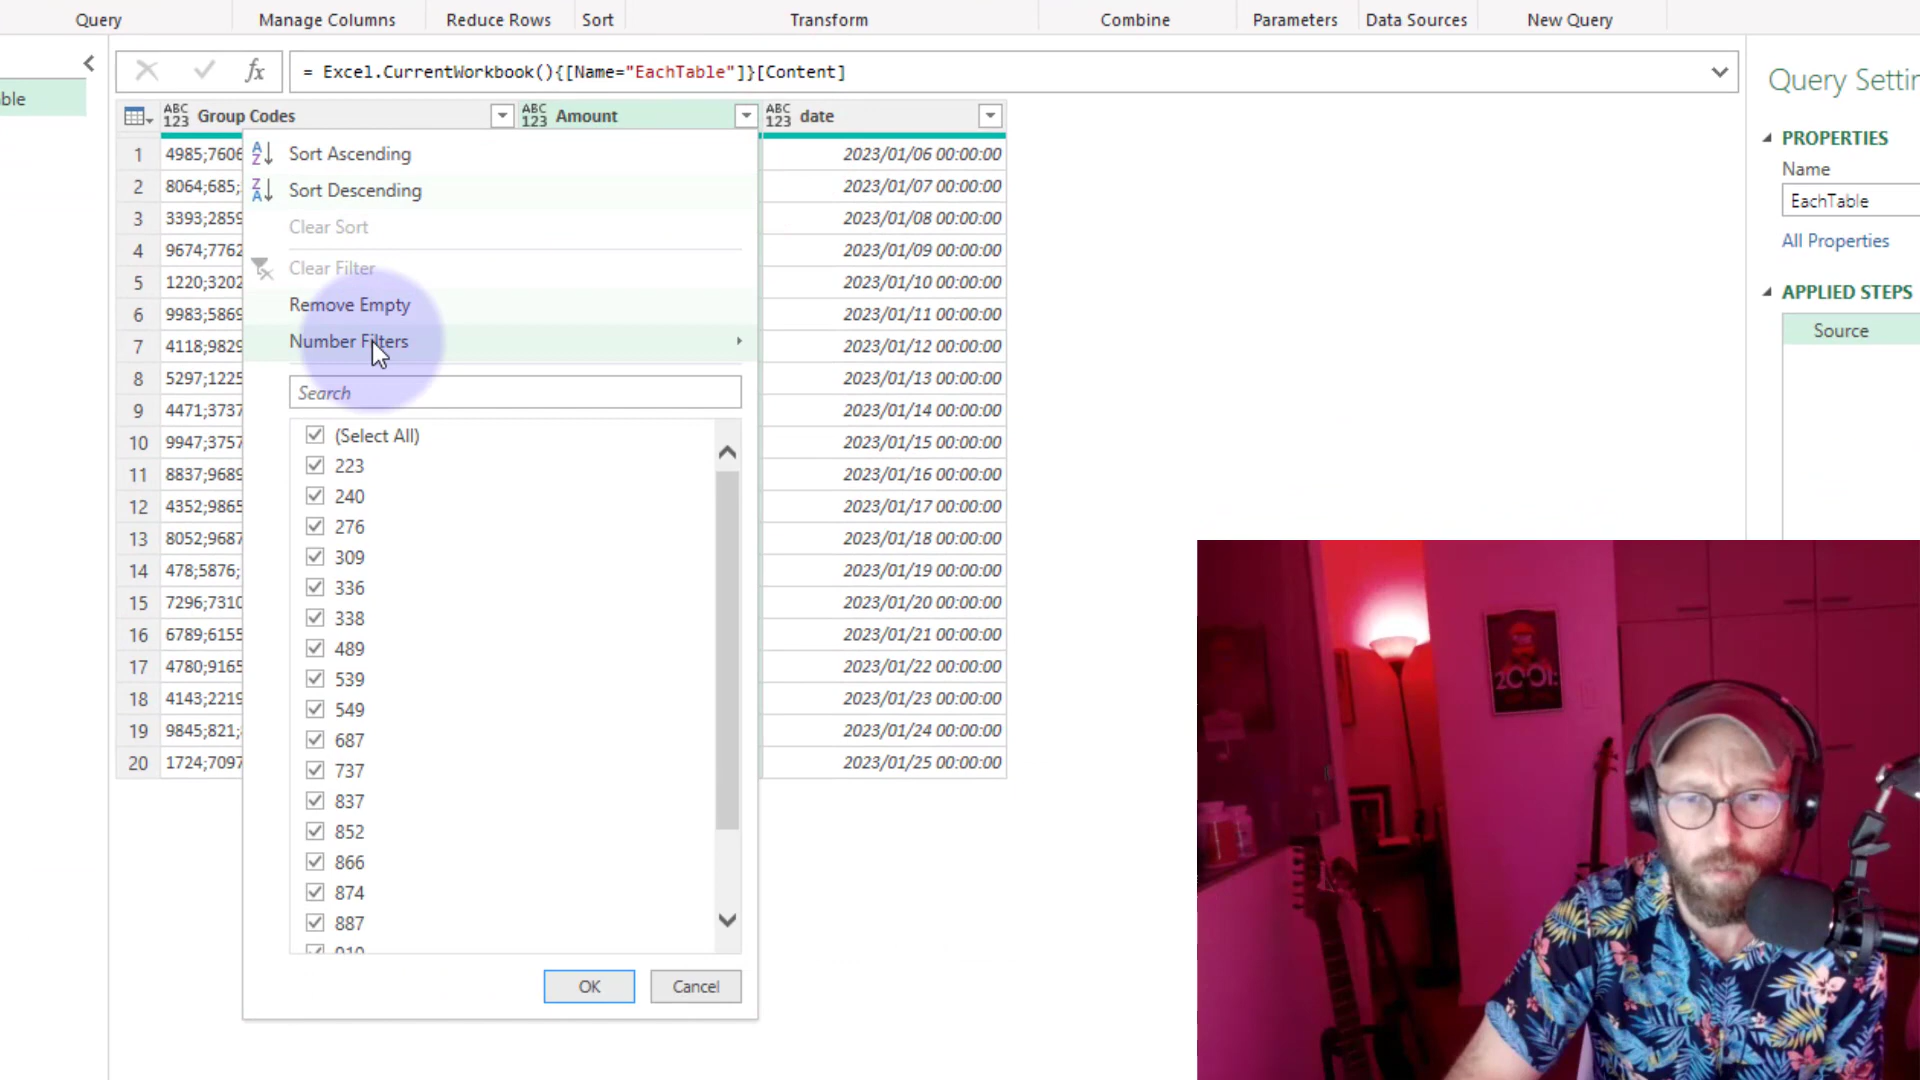 Query
Manage Columns
Reduce Rows
Sort
Transform
Combine
Parameters
Data Sources
New Query
ble
fx
= Excel.CurrentWorkbook(){[Name="EachTable"]}[Content]
ABC 123 Group Codes
ABC 123 Amount
ABC 123 date
1 4985;7606 2023/01/06 00:00:00
2 8064;685; 2023/01/07 00:00:00
3 3393;2859 2023/01/08 00:00:00
4 9674;7762 2023/01/09 00:00:00
5 1220;3202 2023/01/10 00:00:00
6 9983;5869 2023/01/11 00:00:00
7 4118;9829 2023/01/12 00:00:00
8 5297;1225 2023/01/13 00:00:00
9 4471;3737 2023/01/14 00:00:00
10 9947;3757 2023/01/15 00:00:00
11 8837;9689 2023/01/16 00:00:00
12 4352;9865 2023/01/17 00:00:00
13 8052;9687 2023/01/18 00:00:00
14 478;5876; 2023/01/19 00:00:00
15 7296;7310 2023/01/20 00:00:00
16 6789;6155 2023/01/21 00:00:00
17 4780;9165 2023/01/22 00:00:00
18 4143;2219 2023/01/23 00:00:00
19 9845;821; 2023/01/24 00:00:00
20 1724;7097 2023/01/25 00:00:00
Sort Ascending
Sort Descending
Clear Sort
Clear Filter
Remove Empty
Number Filters
Search
(Select All)
223
240
276
309
336
338
489
539
549
687
737
837
852
866
874
887
OK
Cancel
Query Settin
PROPERTIES
Name
EachTable
All Properties
APPLIED STEPS
Source
2001: